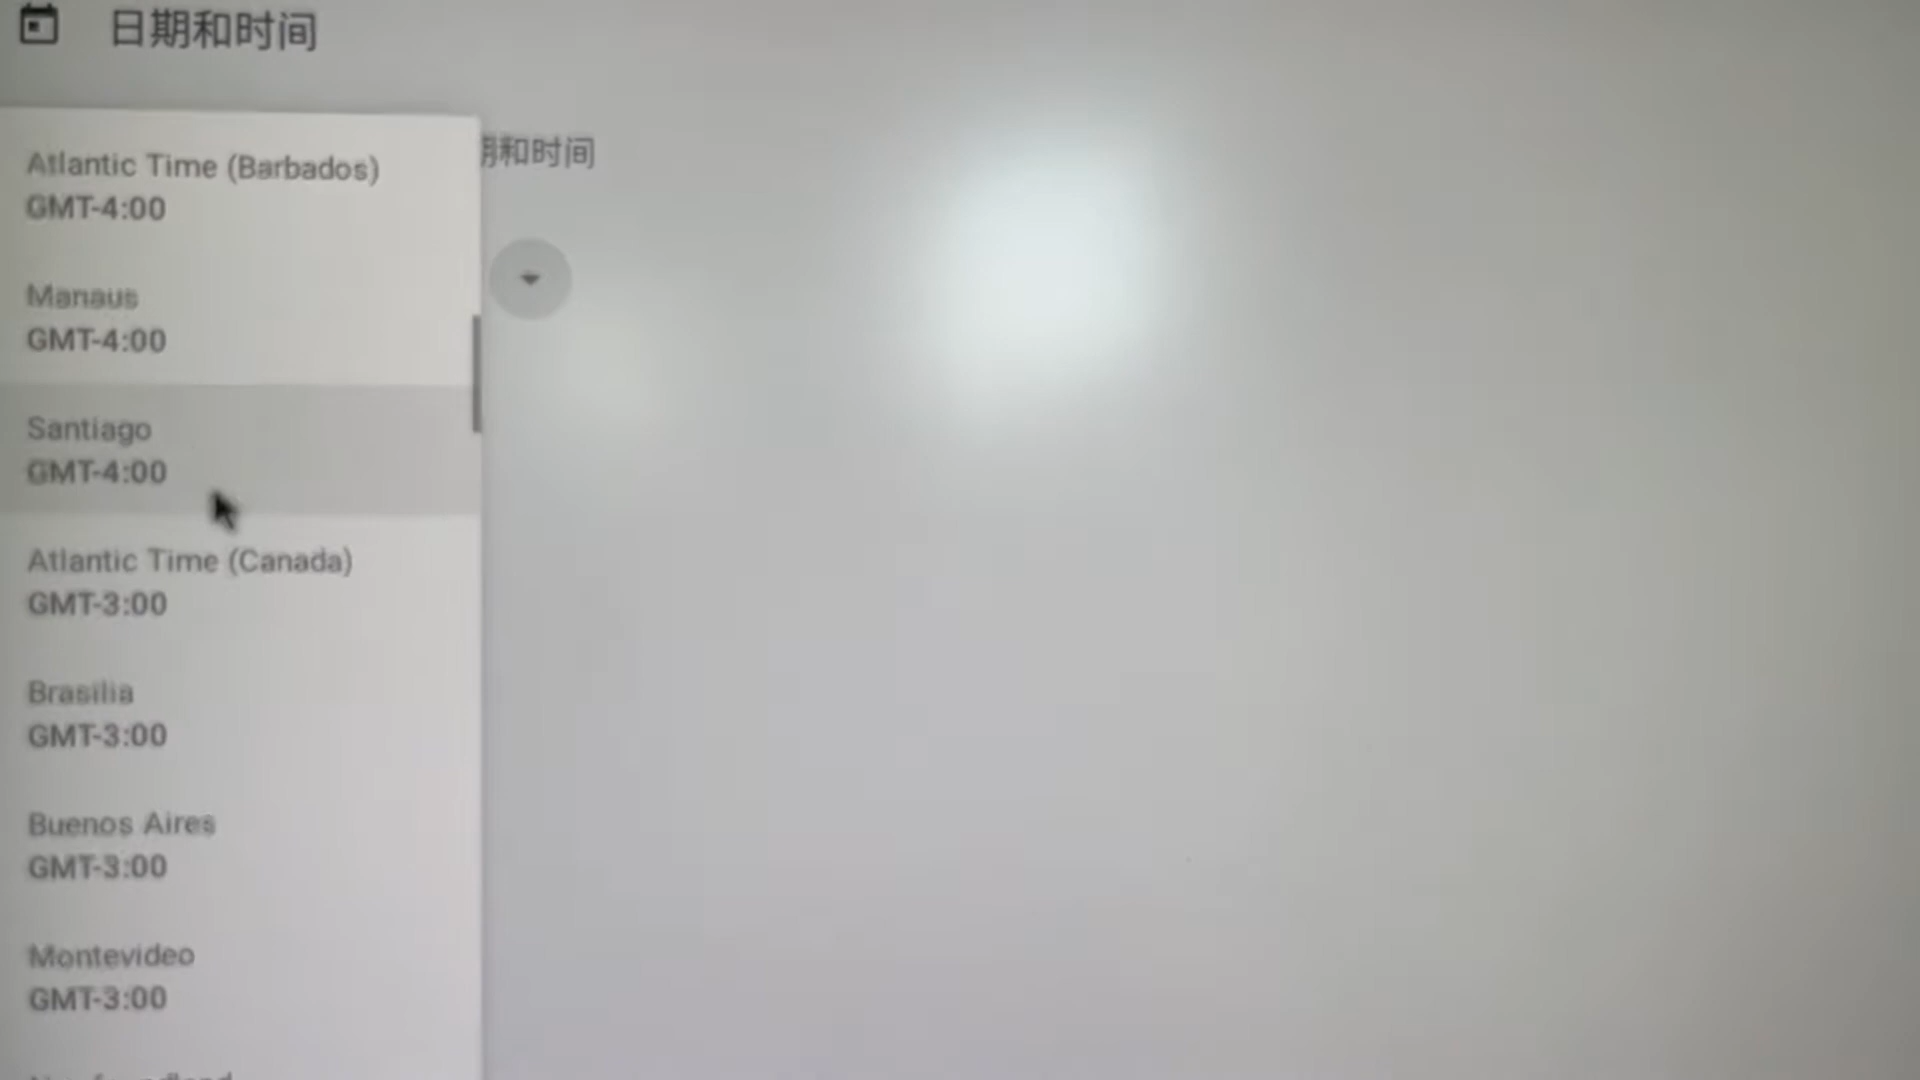 日期和时间
期和时间
Atlantic Time (Barbados)
GMT-4:00
Manaus
GMT-4:00
Santiago
GMT-4:00
Atlantic Time (Canada)
GMT-3:00
Brasilia
GMT-3:00
Buenos Aires
GMT-3:00
Montevideo
GMT-3:00